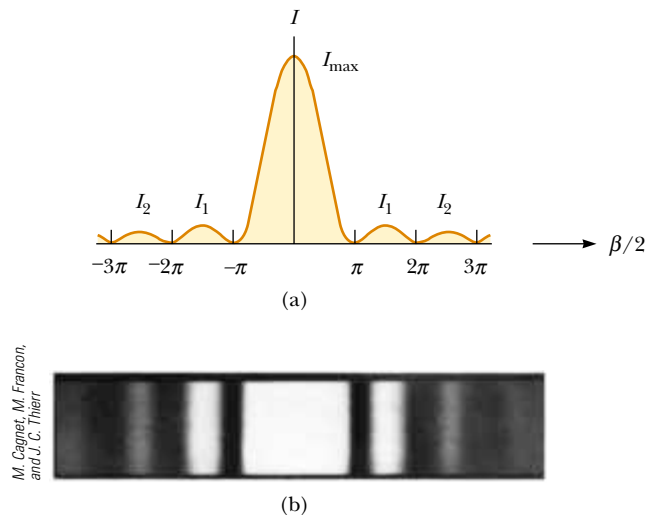 I
I_max
I_2 I_1 I_1 I_2
−3π −2π −π π 2π 3π β/2
(a)
M. Cagnet, M. Francon,
and J. C. Thierr
(b)